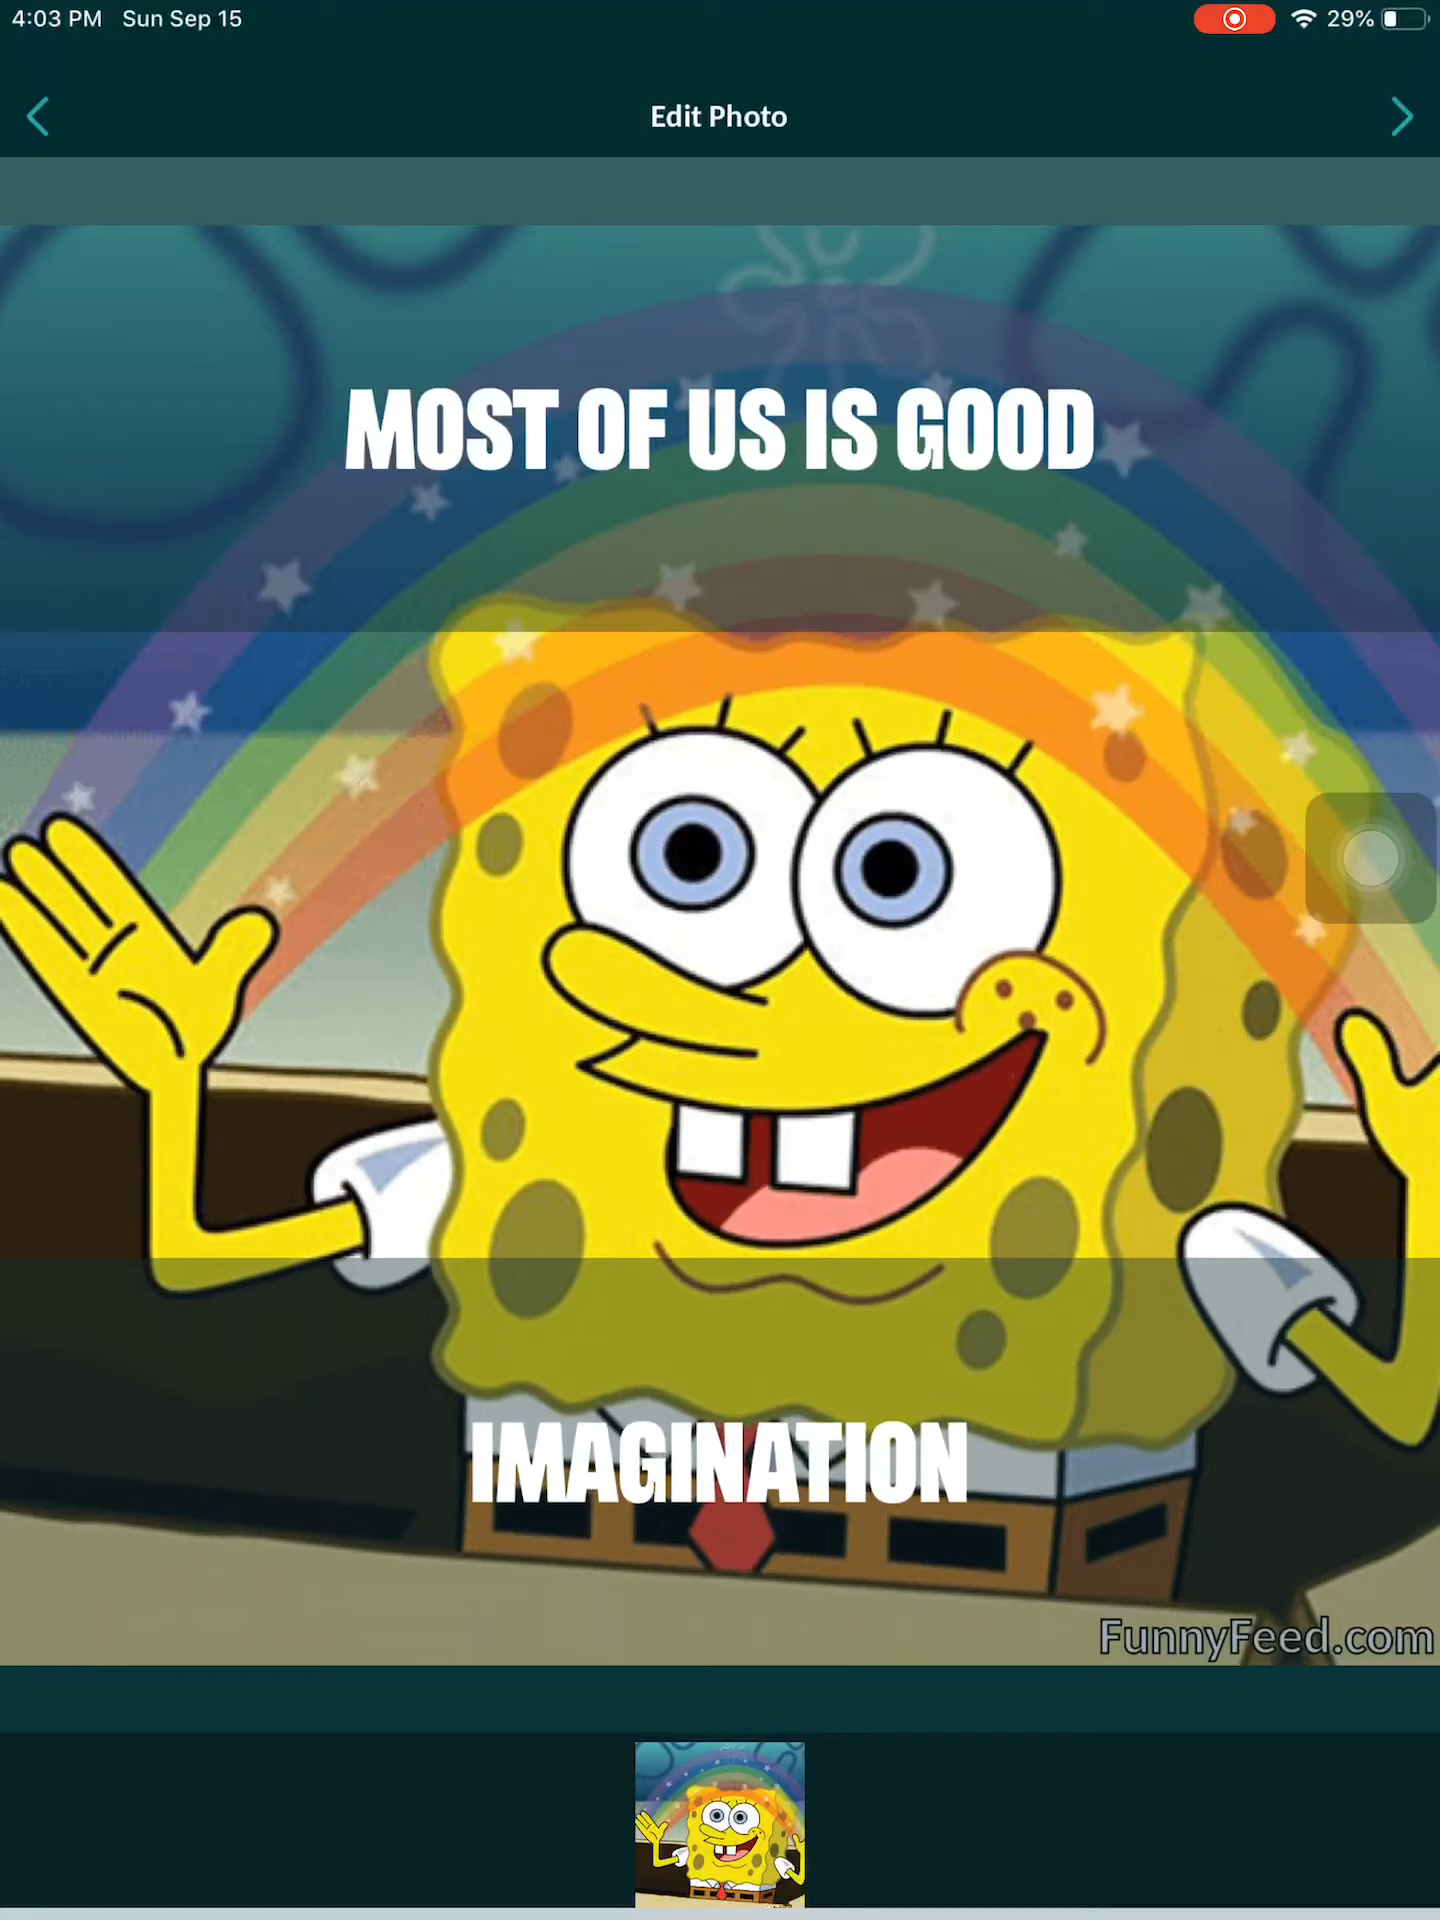 4:03 PM Sun Sep 15
29%
Edit Photo
MOST OF US IS GOOD
IMAGINATION
FunnyFeed.com